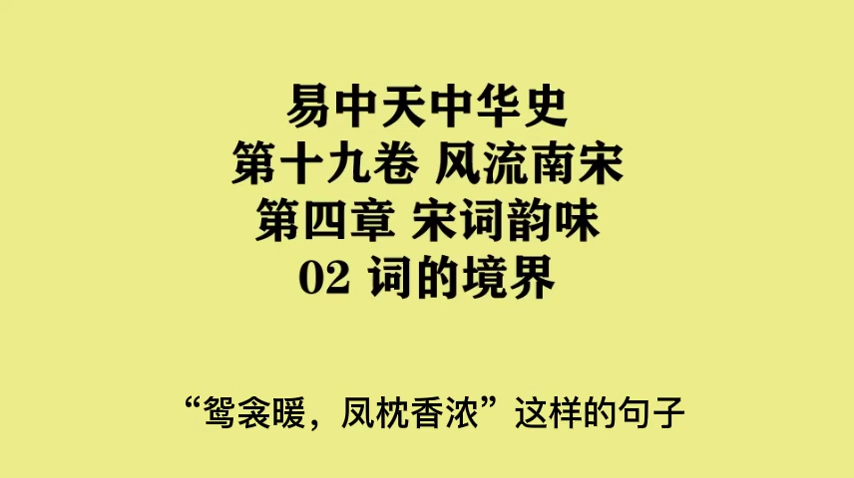 易中天中华史
第十九卷 风流南宋
第四章 宋词韵味
02 词的境界
“鸳衾暖，凤枕香浓”这样的句子